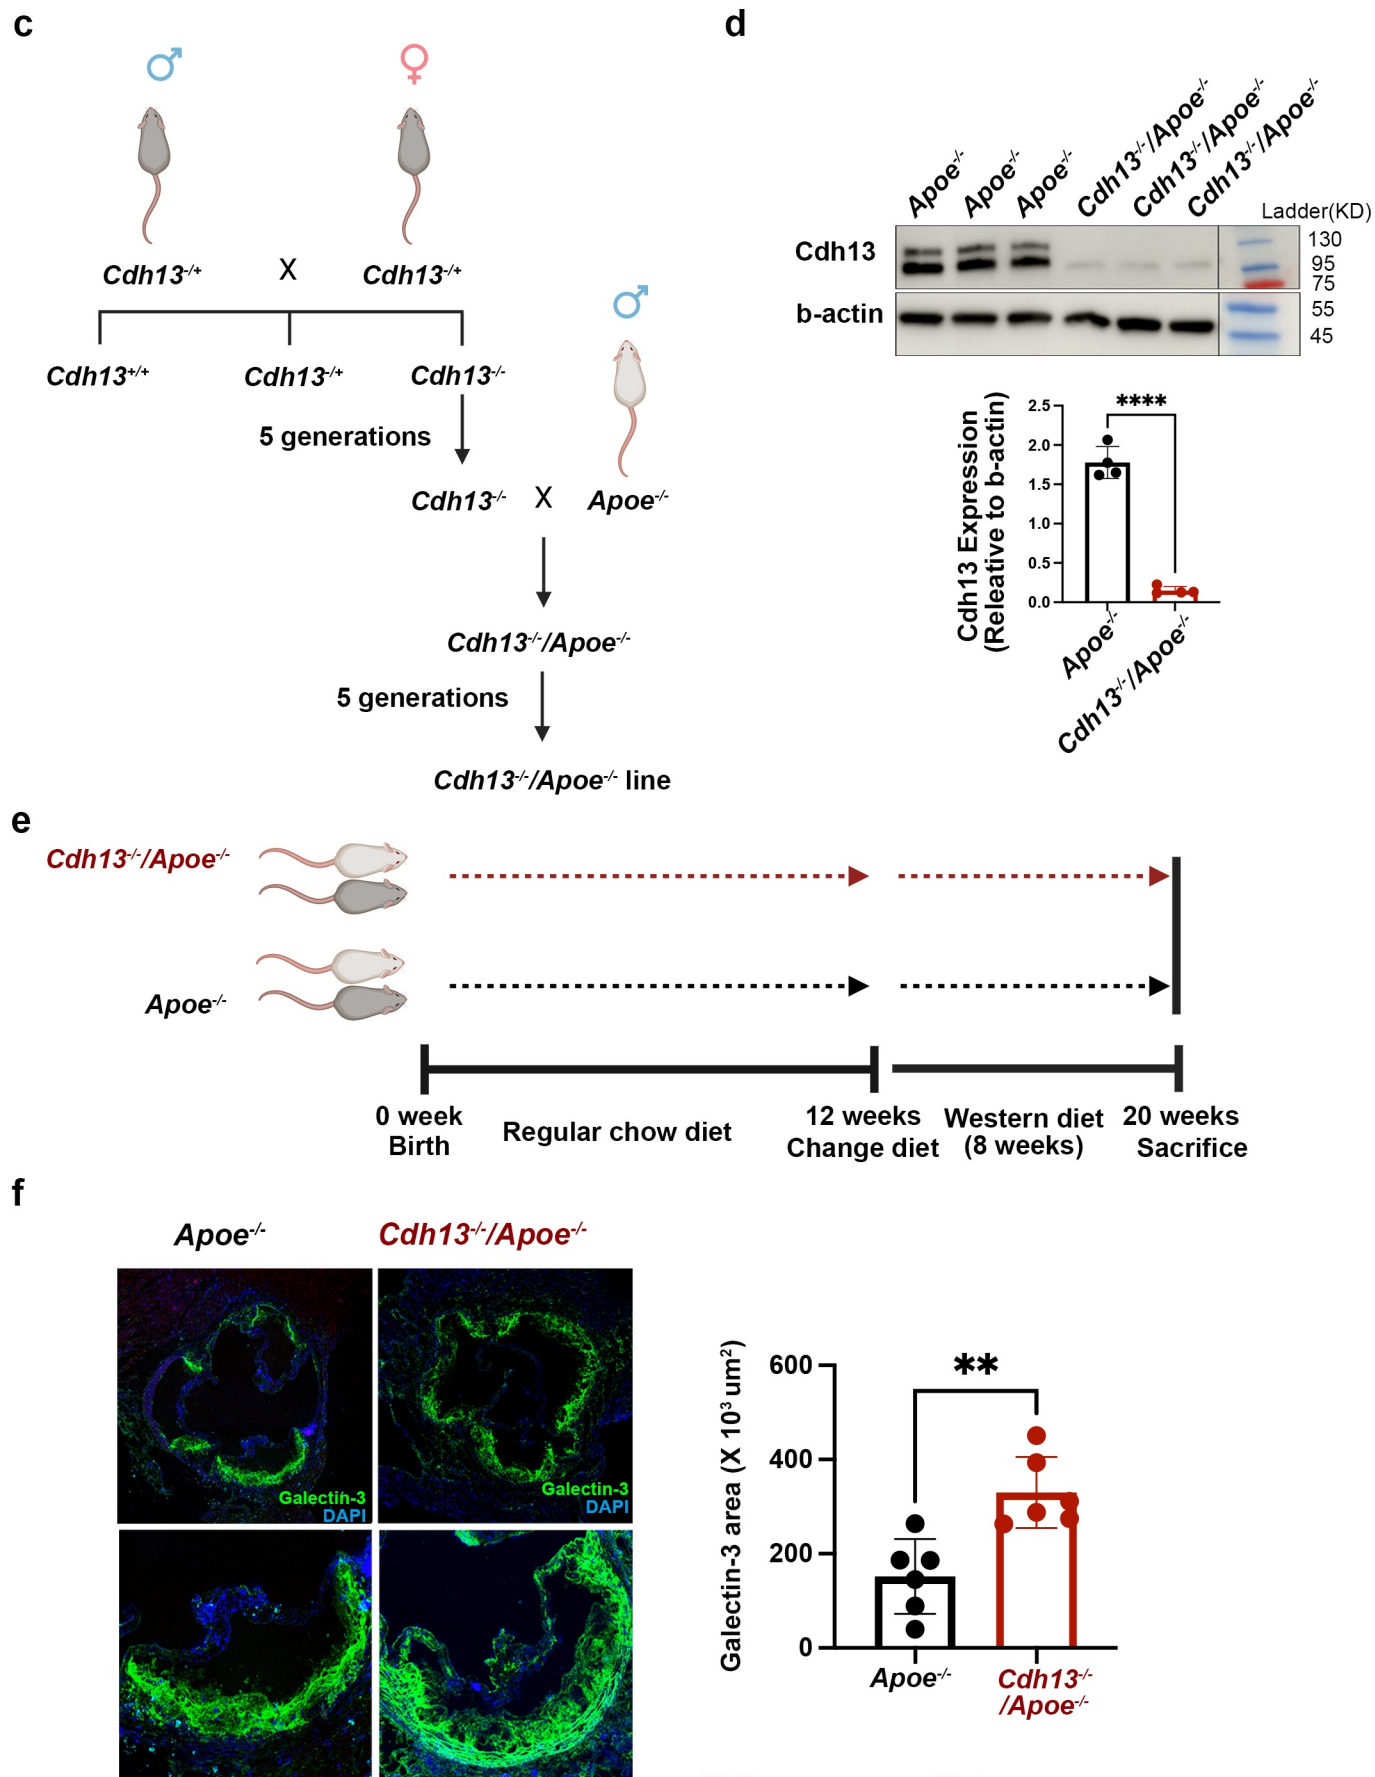 c
♂
♀
Cdh13-/+ X Cdh13-/+
♂
Cdh13+/+ Cdh13-/+ Cdh13-/-
5 generations
Cdh13-/- X Apoe-/-
Cdh13-/-/Apoe-/-
5 generations
Cdh13-/-/Apoe-/- line
d
Apoe-/- Apoe-/- Apoe-/- Cdh13-/-/Apoe-/- Cdh13-/-/Apoe-/- Cdh13-/-/Apoe-/-
Ladder(KD)
Cdh13
130
95
75
b-actin
55
45
Cdh13 Expression
(Releative to b-actin)
2.5
2.0
1.5
1.0
0.5
0.0
****
Apoe-/-
Cdh13-/-/Apoe-/-
e
Cdh13-/-/Apoe-/-
Apoe-/-
0 week
Birth
Regular chow diet
12 weeks
Change diet
Western diet
(8 weeks)
20 weeks
Sacrifice
f
Apoe-/- Cdh13-/-/Apoe-/-
Galectin-3
DAPI
Galectin-3
DAPI
Galectin-3 area (X 10³ um²)
600
400
200
0
**
Apoe-/-
Cdh13-/-
/Apoe-/-